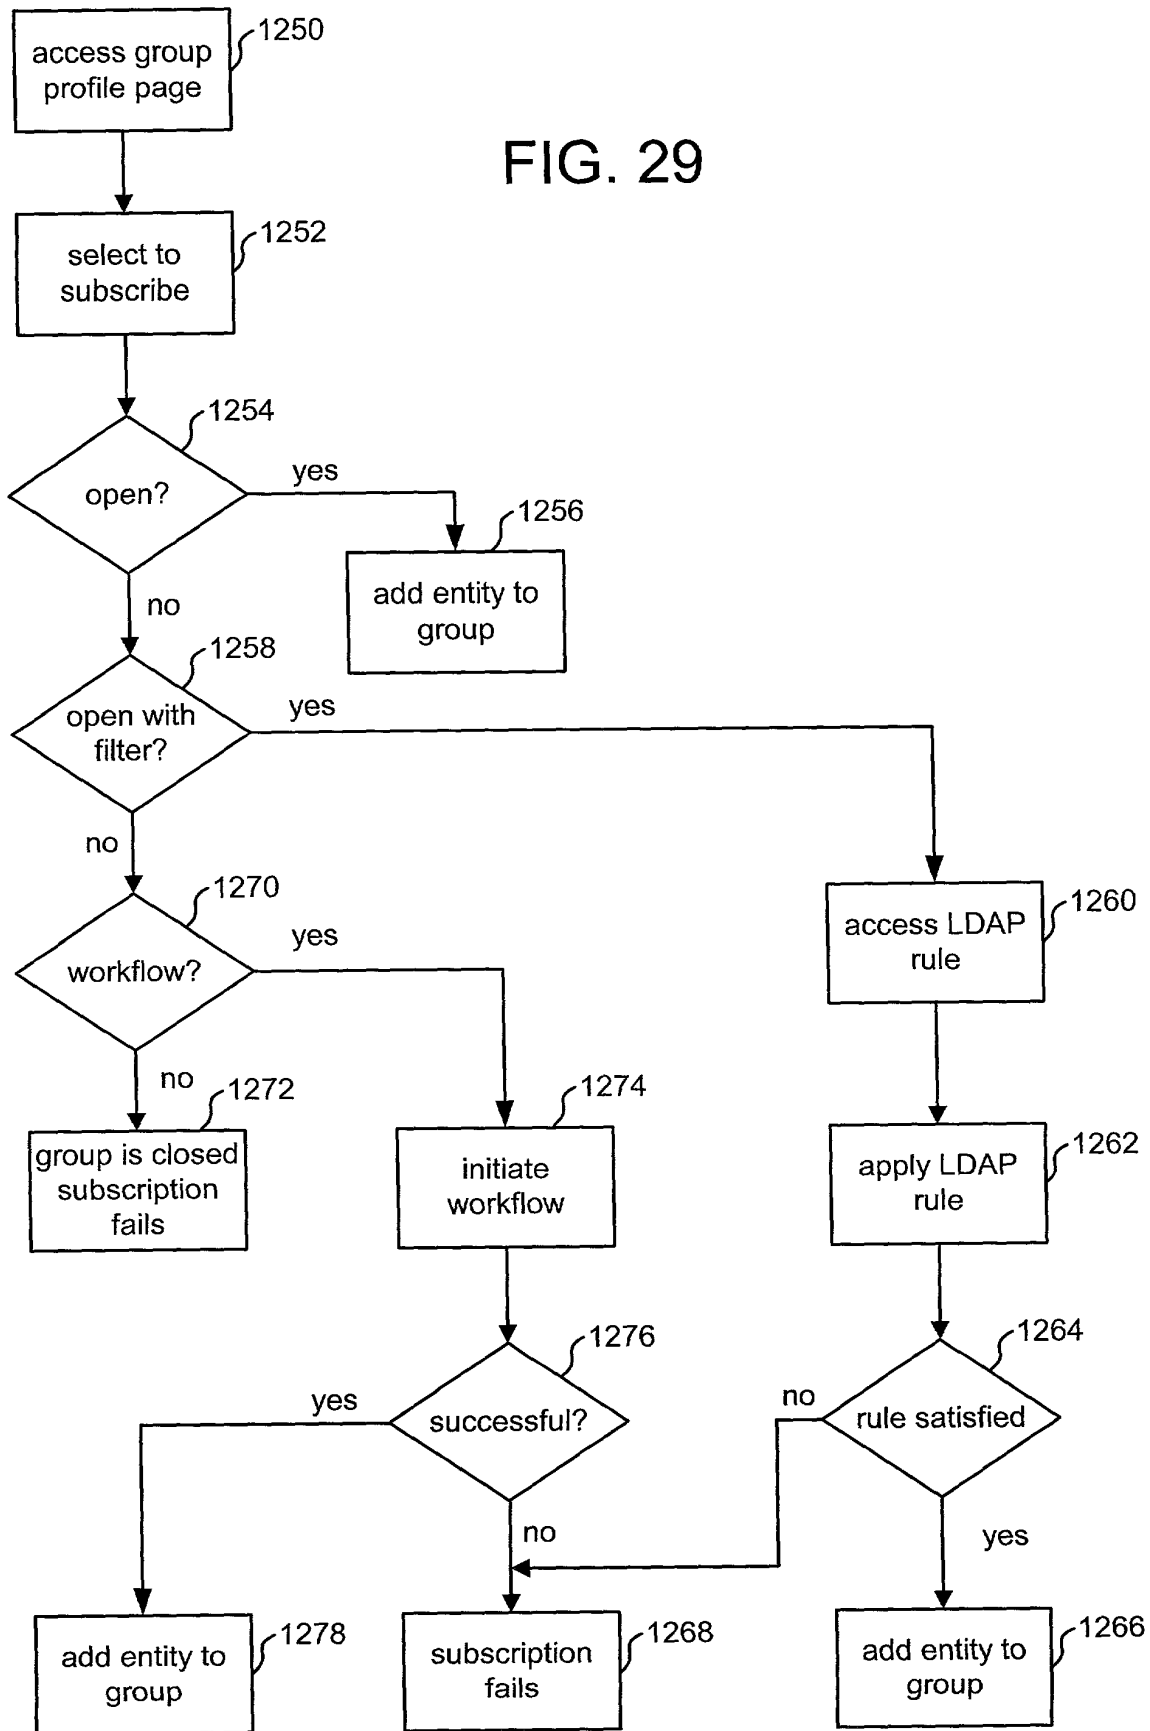 1250
access group
profile page
FIG. 29
1252
select to
subscribe
1254
open?
yes
1256
add entity to
group
no
1258
open with
filter?
yes
no
1270
workflow?
yes
1260
access LDAP
rule
no
1272
group is closed
subscription
fails
1274
initiate
workflow
1262
apply LDAP
rule
1276
successful?
yes
no
1264
rule satisfied
no
yes
1278
add entity to
group
1268
subscription
fails
1266
add entity to
group